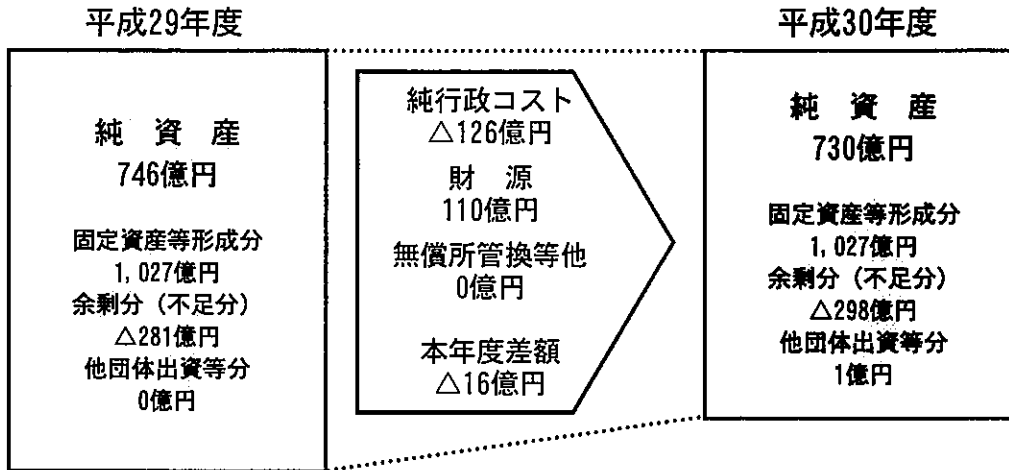 平成29年度
純 資 産
746億円
固定資産等形成分
1,027億円
余剰分（不足分）
△281億円
他団体出資等分
0億円
純行政コスト
△126億円
財 源
110億円
無償所管換等他
0億円
本年度差額
△16億円
平成30年度
純 資 産
730億円
固定資産等形成分
1,027億円
余剰分（不足分）
△298億円
他団体出資等分
1億円